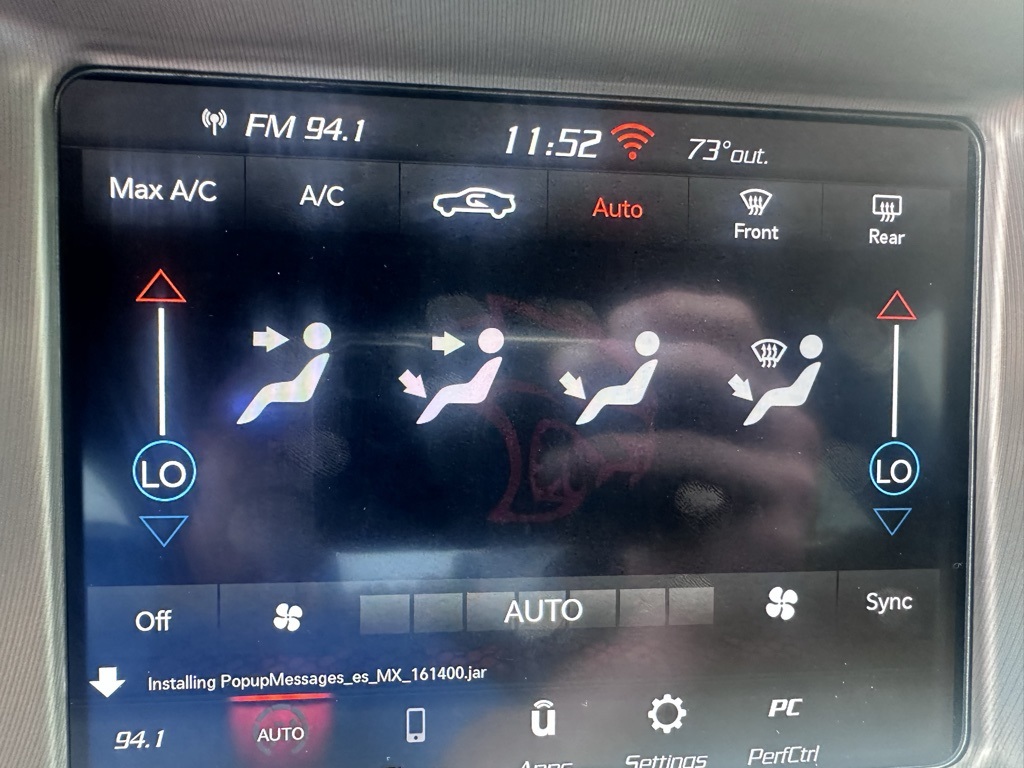 FM 94.1 11:52 73°out.
Max A/C A/C Auto Front Rear
LO LO
Off AUTO Sync
Installing PopupMessages_es_MX_161400.jar
94.1 AUTO ū Apps Settings PC PerfCtrl